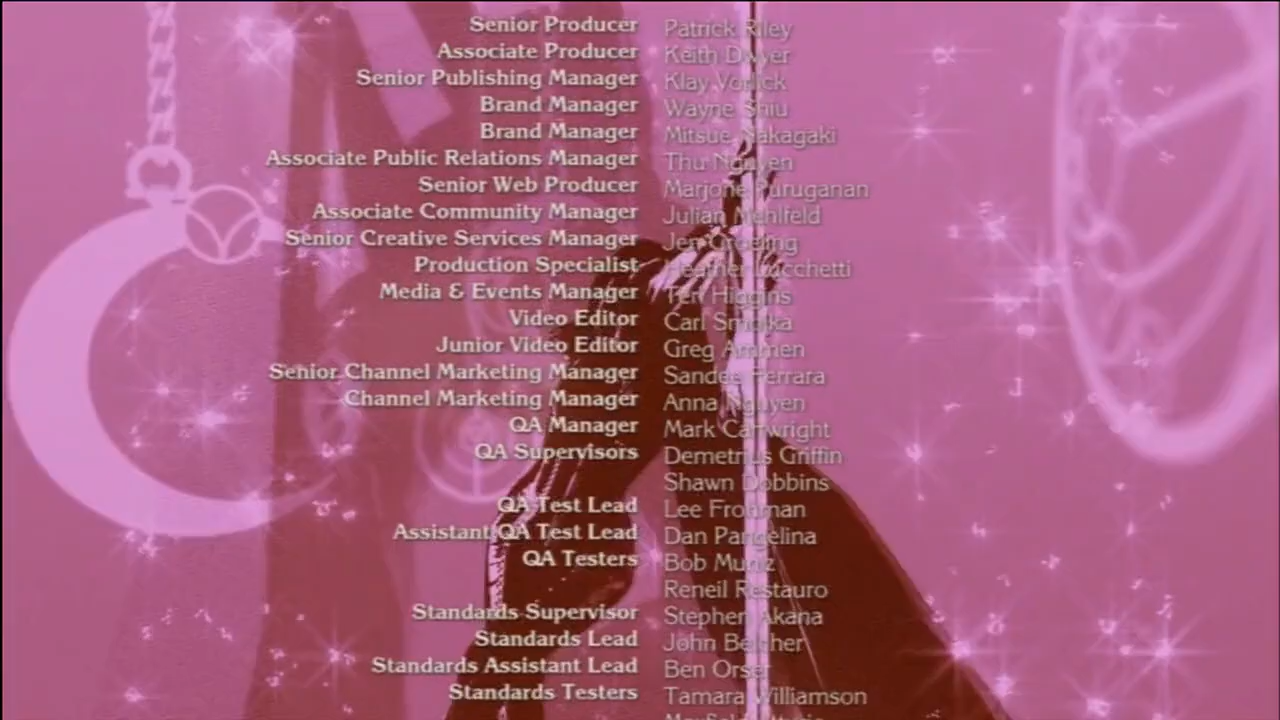 Senior Producer Patrick Riley
Associate Producer Keith Dwyer
Senior Publishing Manager Klay Vorlick
Brand Manager Wayne Shiu
Brand Manager Mitsue Nakagaki
Associate Public Relations Manager Thu Nguyen
Senior Web Producer Marjorie Puruganan
Associate Community Manager Julian Mehlfeld
Senior Creative Services Manager Jen Groeling
Production Specialist Heather Lucchetti
Media & Events Manager Teri Higgins
Video Editor Carl Smolka
Junior Video Editor Greg Ammen
Senior Channel Marketing Manager Sandee Ferrara
Channel Marketing Manager Anna Nguyen
QA Manager Mark Cartwright
QA Supervisors Demetrius Griffin
Shawn Dobbins
QA Test Lead Lee Frohman
Assistant QA Test Lead Dan Pangelina
QA Testers Bob Muniz
Reneil Restauro
Standards Supervisor Stephen Akana
Standards Lead John Belcher
Standards Assistant Lead Ben Orser
Standards Testers Tamara Williamson